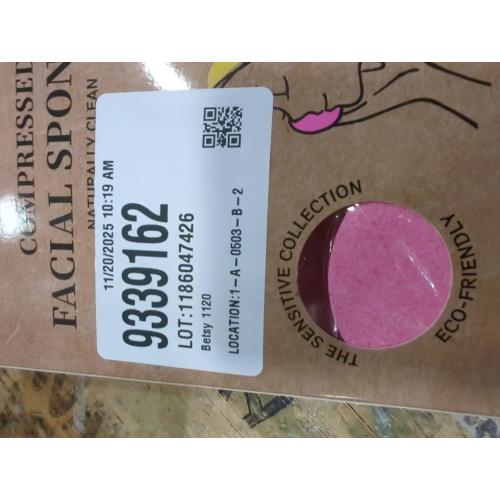 COMPRESSED
FACIAL SPON
NATURALLY CLEAN
11/20/2025 10:19 AM
9339162
LOT:1186047426
Betsy 1120
LOCATION:1-A-0503-B-2
THE SENSITIVE COLLECTION
ECO-FRIENDLY